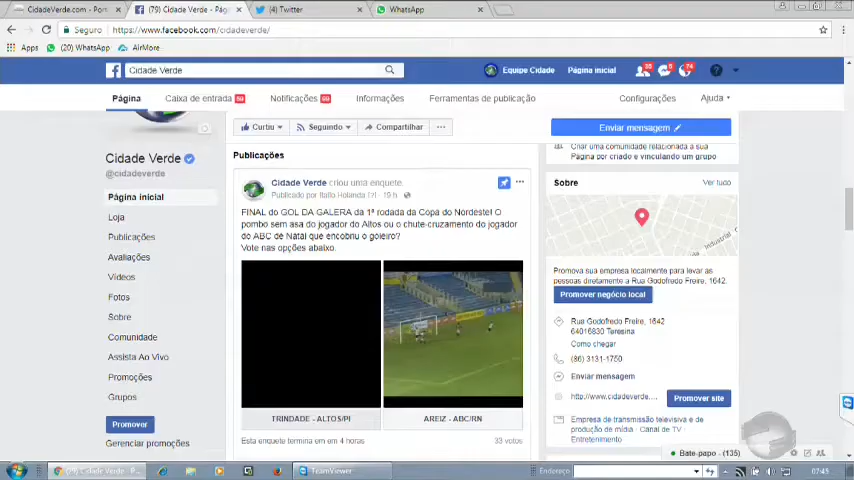 CidadeVerde.com - Port
(79) Cidade Verde - Pág
(4) Twitter
WhatsApp
Seguro
https://www.facebook.com/cidadeverde/
Apps
(20) WhatsApp
AirMore
Cidade Verde
Equipe Cidade
Página inicial
Página
Caixa de entrada
Notificações
Informações
Ferramentas de publicação
Configurações
Ajuda
Curtiu
Seguindo
Compartilhar
Enviar mensagem
Cidade Verde
@cidadeverde
Página inicial
Loja
Publicações
Avaliações
Vídeos
Fotos
Sobre
Comunidade
Assista Ao Vivo
Promoções
Grupos
Promover
Gerenciar promoções
Publicações
Cidade Verde criou uma enquete.
Publicado por Itallo Holanda [?] · 19 h ·
FINAL do GOL DA GALERA da 1ª rodada da Copa do Nordeste! O
pombo sem asa do jogador do Altos ou o chute-cruzamento do jogador
do ABC de Natal que encobriu o goleiro?
Vote nas opções abaixo.
TRINDADE - ALTOS/PI
AREIZ - ABC/RN
Esta enquete termina em em 4 horas
33 votos
Criar uma comunidade relacionada a sua
Página por criado e vinculando um grupo
Sobre
Ver tudo
Promova sua empresa localmente para levar as
pessoas diretamente a Rua Godofredo Freire, 1642.
Promover negócio local
Rua Godofredo Freire, 1642
64016830 Teresina
Como chegar
(86) 3131-1750
Enviar mensagem
http://www.cidadeverde....
Promover site
Empresa de transmissão televisiva e de
produção de mídia · Canal de TV ·
Entretenimento
Bate-papo (135)
(79) Cidade Verde - P...
TeamViewer
Endereço
07:43